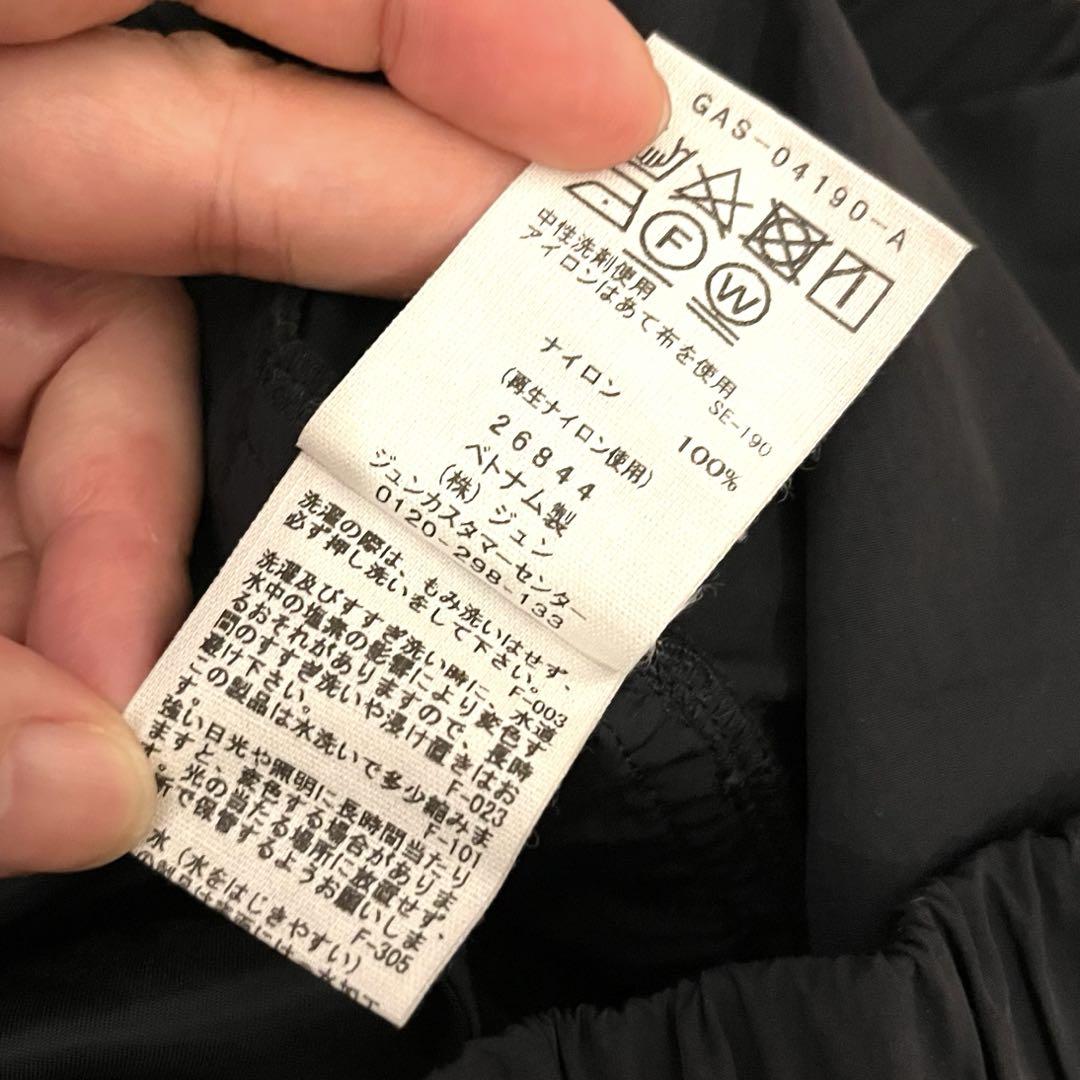 GAS-04190-A
F
W
中性洗剤使用
アイロンはあて布を使用
SE-190
ナイロン 100%
(再生ナイロン使用)
26844
ベトナム製
(株)ジュン
ジュンカスタマーセンター
0120-298-133
洗濯の際は、もみ洗いはせず、
必ず押し洗いをして下さい。
F-003
洗濯及びすすぎ洗い時に、水道
水中の塩素の影響により変色す
るおそれがありますので、長時
間のすすぎ洗いや浸け置きはお
避け下さい。
F-023
この製品は水洗いで多少縮みま
す。
F-101
強い日光や照明に長時間当たり
ますと、変色する場合がありま
す。光の当たる場所に放置せず、
所で保管するようお願いしま
F-305
水(水をはじきやすい)